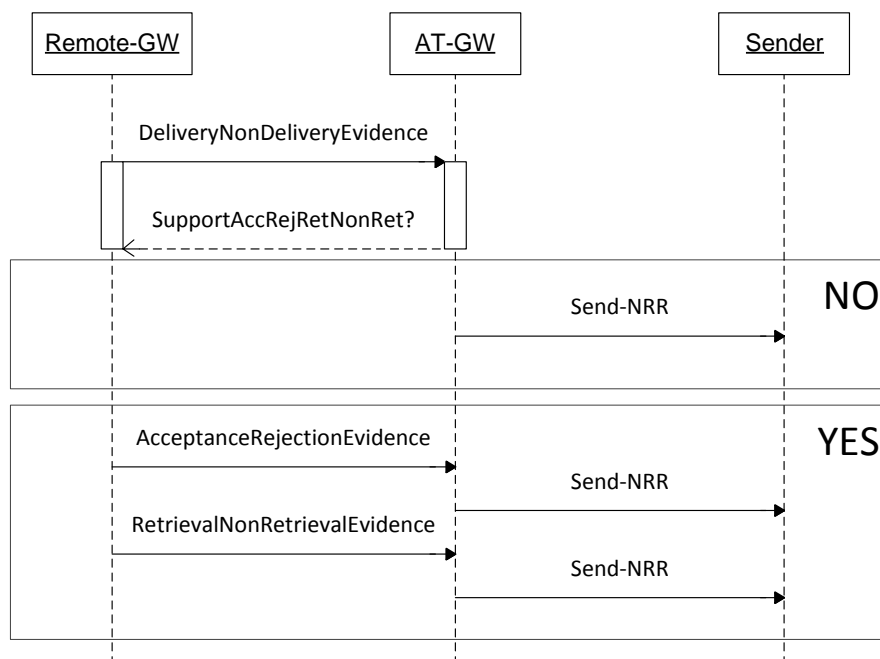 Remote-GW
AT-GW
Sender
DeliveryNonDeliveryEvidence
SupportAccRejRetNonRet?
NO
Send-NRR
YES
AcceptanceRejectionEvidence
Send-NRR
RetrievalNonRetrievalEvidence
Send-NRR